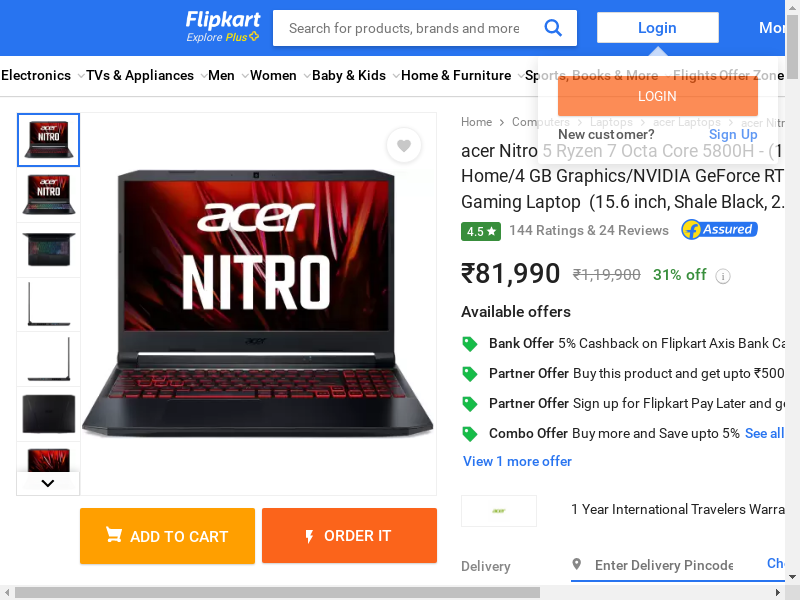 Flipkart
Explore Plus
Search for products, brands and more
Login
Mor
Electronics
TVs & Appliances
Men
Women
Baby & Kids
Home & Furniture
Sports, Books & More
Flights
Offer Zone
LOGIN
New customer?
Sign Up
Home
Computers
Laptops
acer Laptops
acer Nitr
acer Nitro 5 Ryzen 7 Octa Core 5800H - (1
Home/4 GB Graphics/NVIDIA GeForce RT
Gaming Laptop (15.6 inch, Shale Black, 2.
4.5
144 Ratings & 24 Reviews
Assured
₹81,990
₹1,19,900
31% off
Available offers
Bank Offer 5% Cashback on Flipkart Axis Bank Ca
Partner Offer Buy this product and get upto ₹500
Partner Offer Sign up for Flipkart Pay Later and ge
Combo Offer Buy more and Save upto 5% See all
View 1 more offer
acer
1 Year International Travelers Warra
Delivery
Enter Delivery Pincode
Che
acer
NITRO
acer
NITRO
acer
NITRO
acer
ADD TO CART
ORDER IT